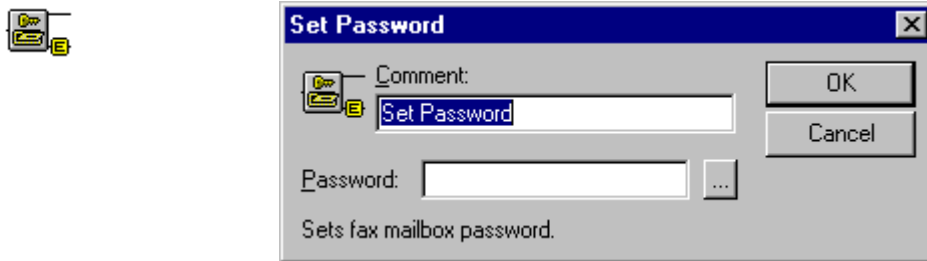 E
Set Password
Comment:
E
Set Password
OK
Cancel
Password:
...
Sets fax mailbox password.